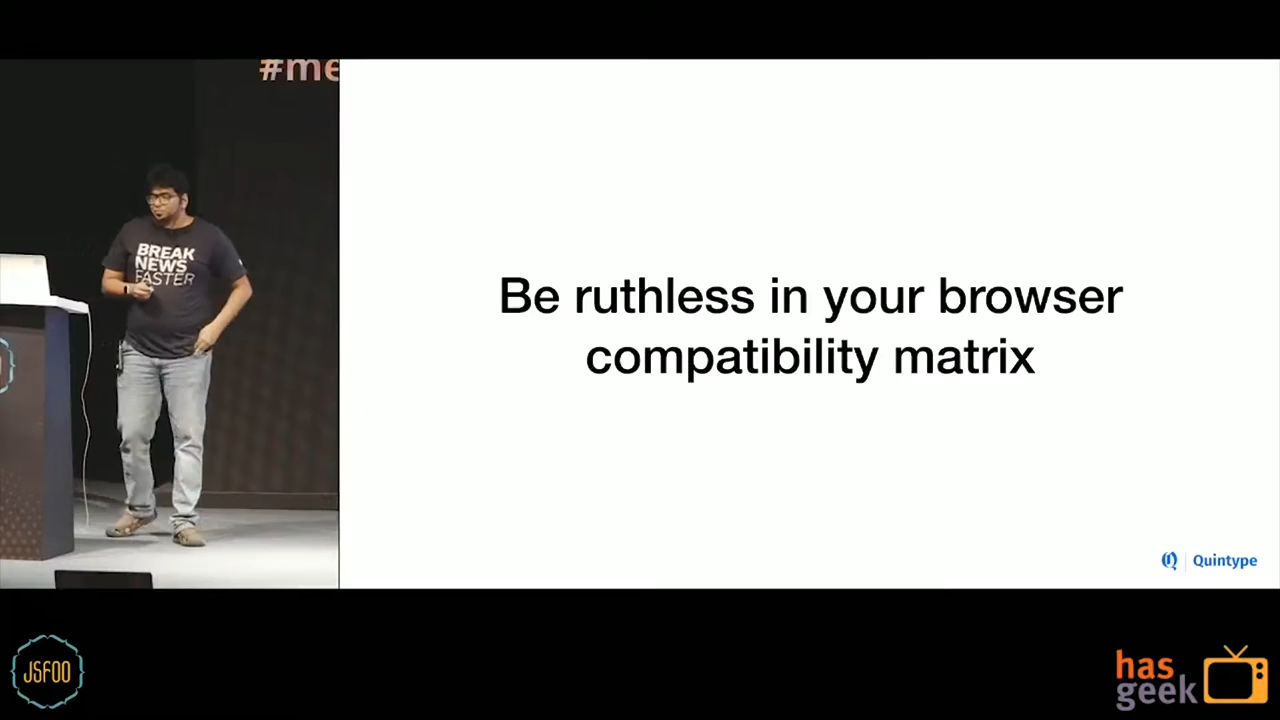 #me
BREAK
NEWS
FASTER
Be ruthless in your browser
compatibility matrix
Quintype
JSFOO
has
geek